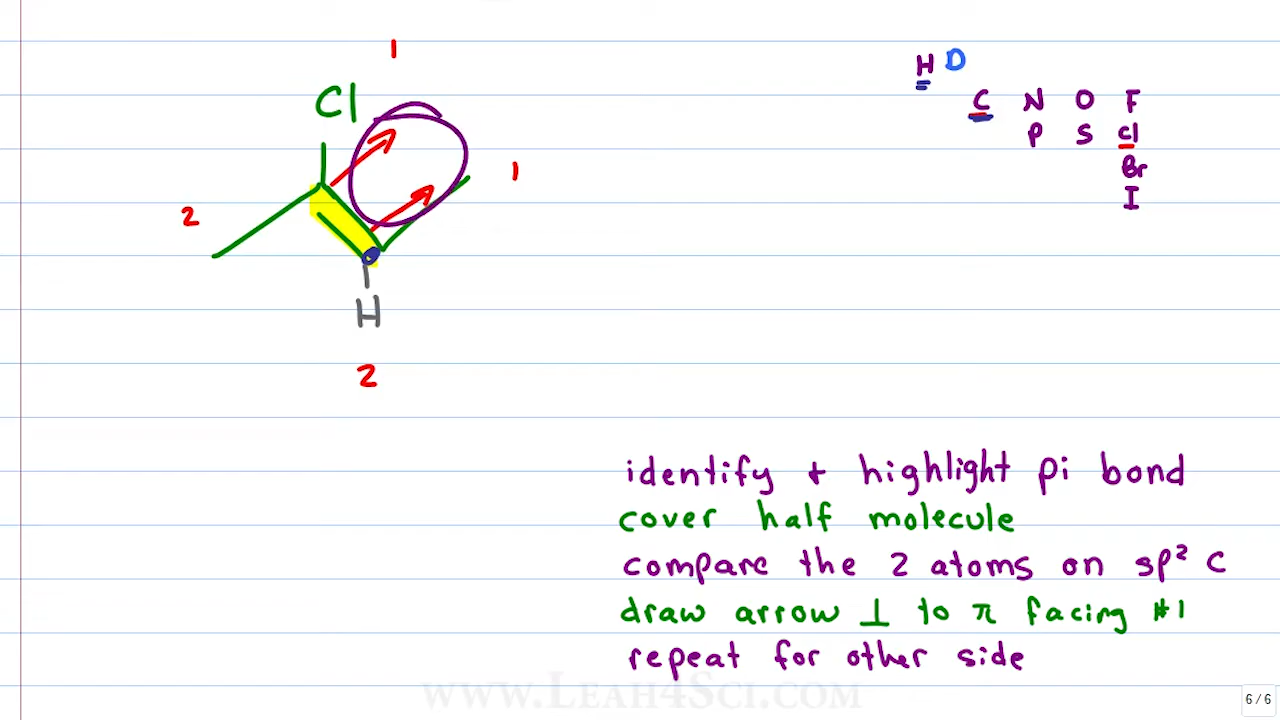 1
H D
Cl
C N O F
P S Cl
Br
I
1
2
H
2
identify + highlight pi bond
cover half molecule
compare the 2 atoms on sp² C
draw arrow ⊥ to π facing #1
repeat for other side
www.Leah4Sci.com
6/6